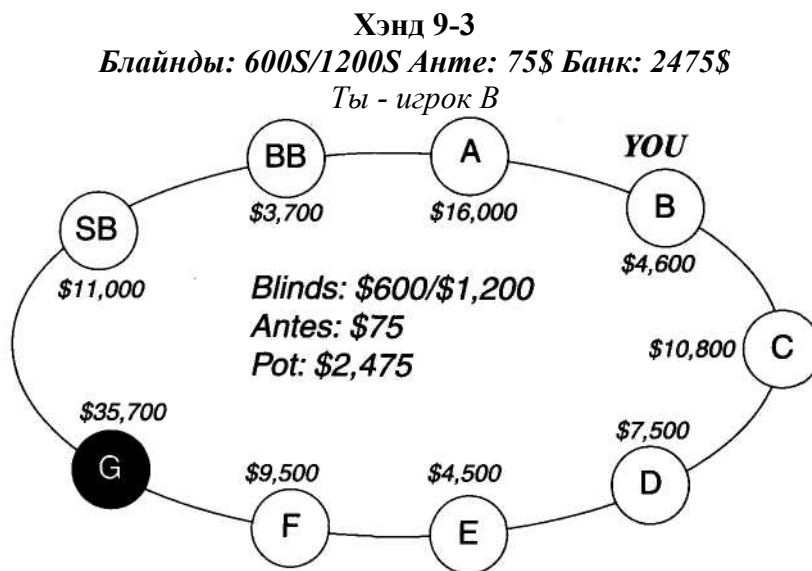 Хэнд 9-3
Блайнды: 600S/1200S Анте: 75$ Банк: 2475$
Ты - игрок В
BB
A
YOU
B
SB
$3,700
$16,000
$4,600
$11,000
Blinds: $600/$1,200
Antes: $75
Pot: $2,475
$10,800
C
$35,700
$7,500
G
$9,500
$4,500
D
F
E